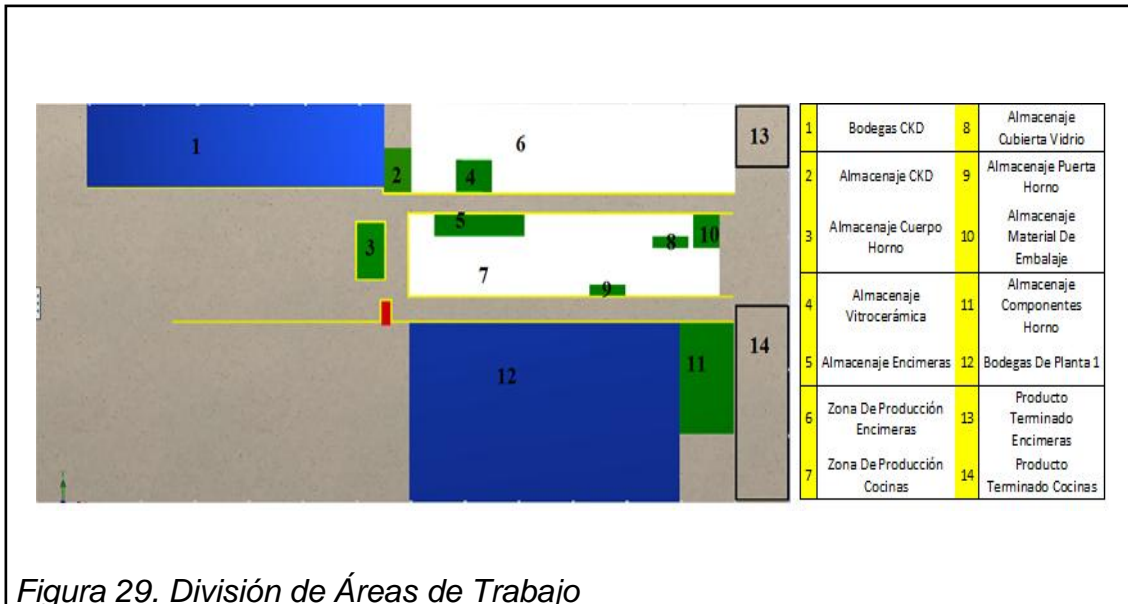 1
6
13
2
4
5
3
8
10
7
9
14
11
12
1 Bodegas CKD 8 Almacenaje
Cubierta Vidrio
2 Almacenaje CKD 9 Almacenaje Puerta
Horno
3 Almacenaje Cuerpo
Horno 10 Almacenaje
Material De
Embalaje
4 Almacenaje
Vitrocerámica 11 Almacenaje
Componentes
Horno
5 Almacenaje Encimeras 12 Bodegas De Planta 1
6 Zona De Producción
Encimeras 13 Producto
Terminado
Encimeras
7 Zona De Producción
Cocinas 14 Producto
Terminado Cocinas
Figura 29. División de Áreas de Trabajo